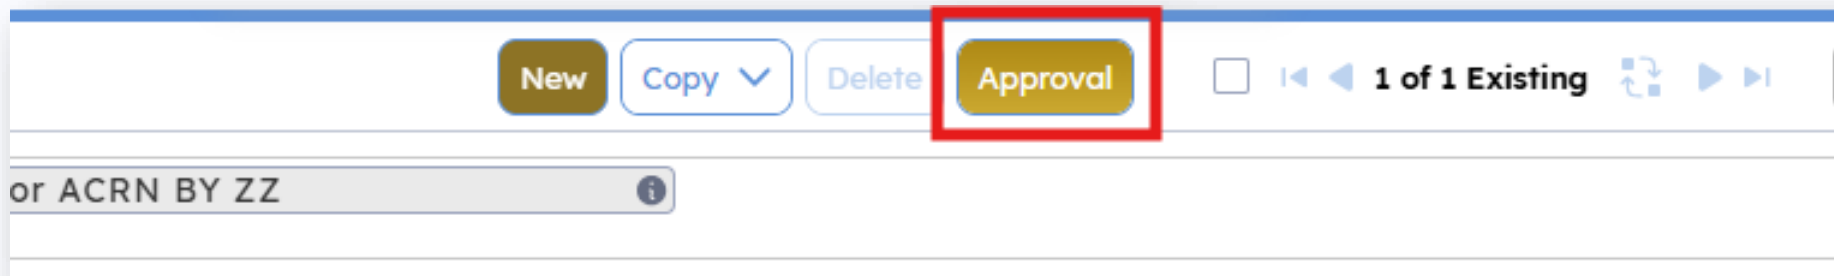 New Copy Delete Approval 1 of 1 Existing
or ACRN BY ZZ